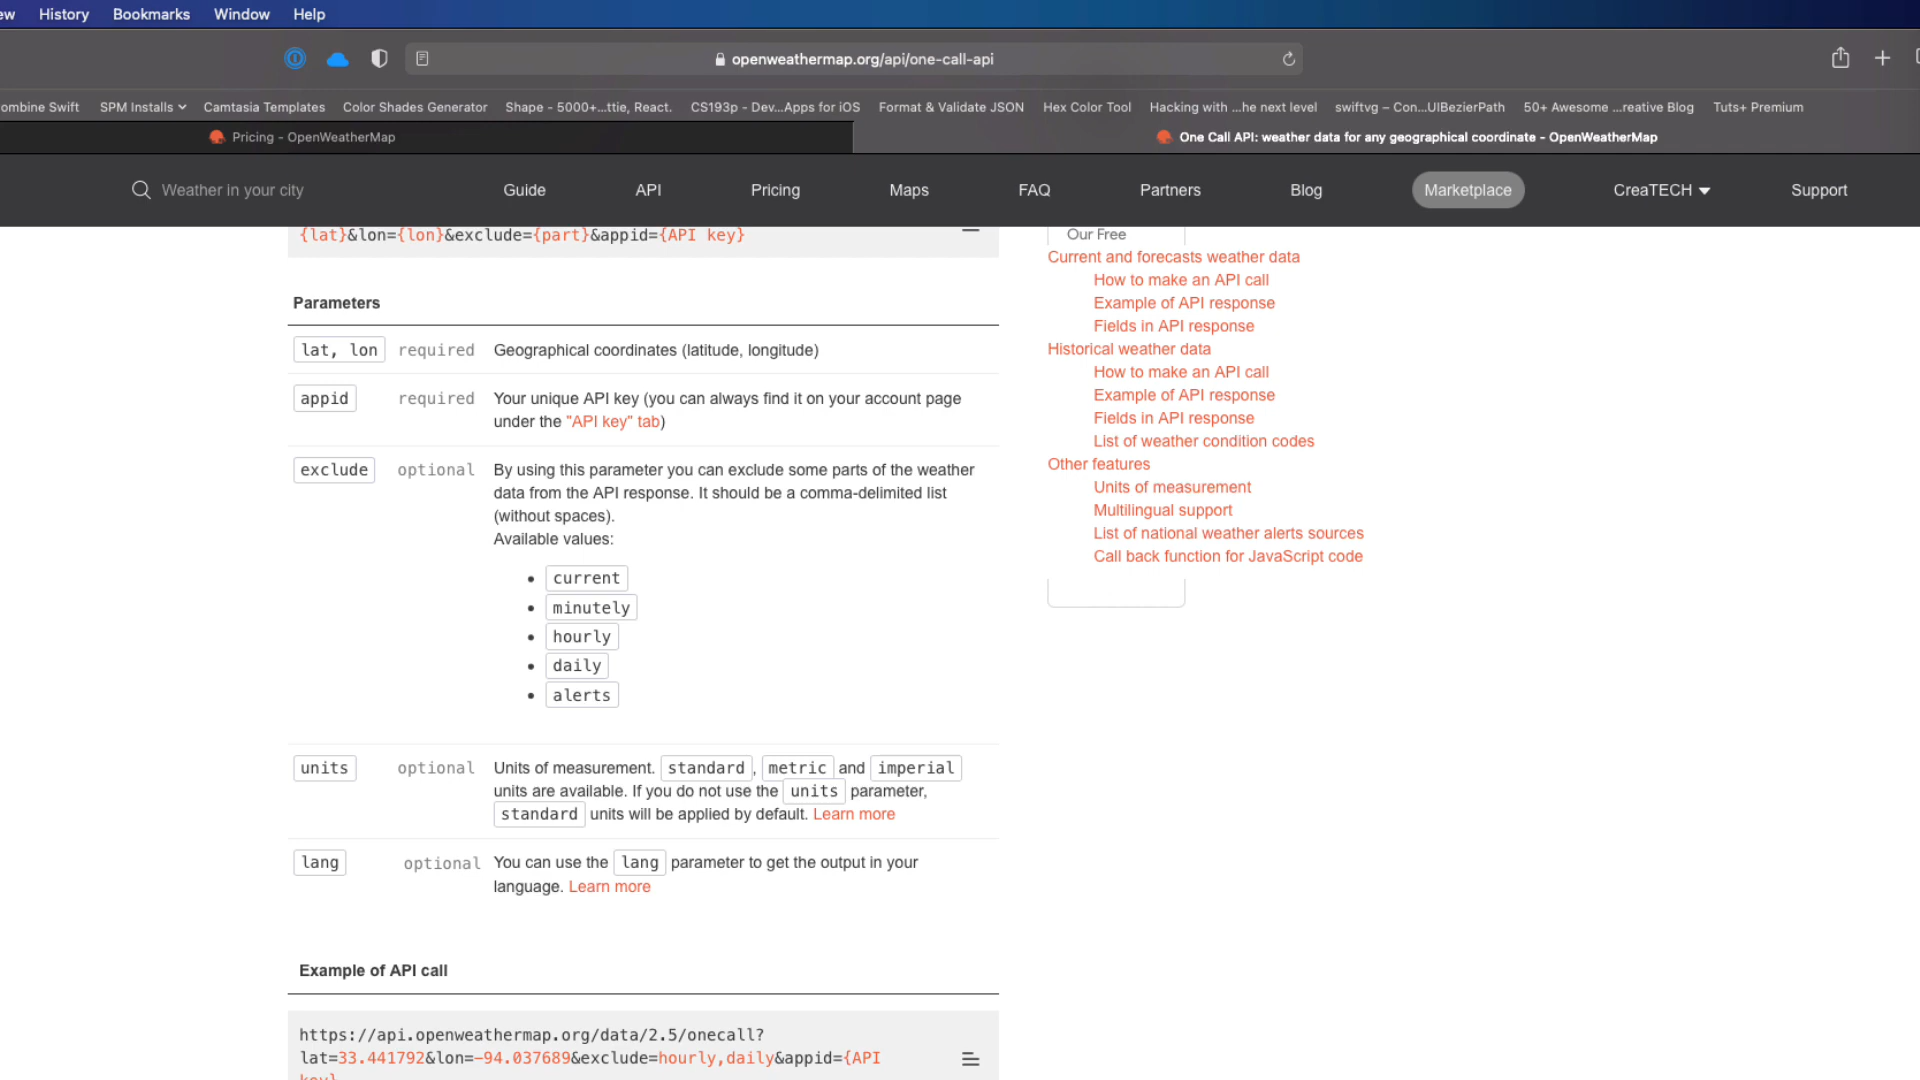 History Bookmarks Window Help
openweathermap.org/api/one-call-api
ombine Swift SPM Installs Camtasia Templates Color Shades Generator Shape - 5000+...ttie, React. CS193p - Dev...Apps for iOS Format & Validate JSON Hex Color Tool Hacking with ...he next level swiftvg – Con...UIBezierPath 50+ Awesome ...reative Blog Tuts+ Premium
Pricing - OpenWeatherMap One Call API: weather data for any geographical coordinate - OpenWeatherMap
Weather in your city Guide API Pricing Maps FAQ Partners Blog Marketplace CreaTECH Support
{lat}&lon={lon}&exclude={part}&appid={API key}
Parameters
lat, lon required Geographical coordinates (latitude, longitude)
appid required Your unique API key (you can always find it on your account page
under the "API key" tab)
exclude optional By using this parameter you can exclude some parts of the weather
data from the API response. It should be a comma-delimited list
(without spaces).
Available values:
• current
• minutely
• hourly
• daily
• alerts
units optional Units of measurement. standard, metric and imperial
units are available. If you do not use the units parameter,
standard units will be applied by default. Learn more
lang optional You can use the lang parameter to get the output in your
language. Learn more
Example of API call
https://api.openweathermap.org/data/2.5/onecall?
lat=33.441792&lon=-94.037689&exclude=hourly,daily&appid={API
key}
Our Free
Current and forecasts weather data
How to make an API call
Example of API response
Fields in API response
Historical weather data
How to make an API call
Example of API response
Fields in API response
List of weather condition codes
Other features
Units of measurement
Multilingual support
List of national weather alerts sources
Call back function for JavaScript code